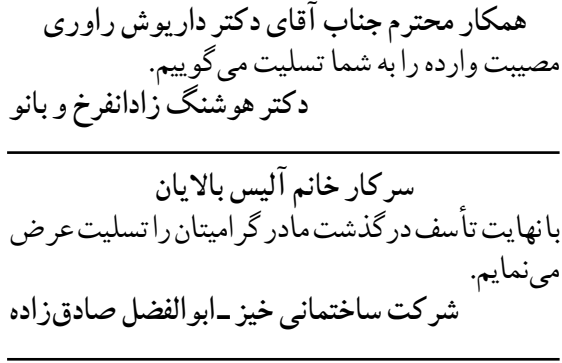 همکار محترم جناب آقای دکتر داریوش راوری
مصیبت وارده را به شما تسلیت می‌گوییم.
دکتر هوشنگ زادانفرخ و بانو
سرکار خانم آلیس بالایان
با نهایت تأسف درگذشت مادر گرامیتان را تسلیت عرض
می‌نمایم.
شرکت ساختمانی خیز ـ ابوالفضل صادق‌زاده